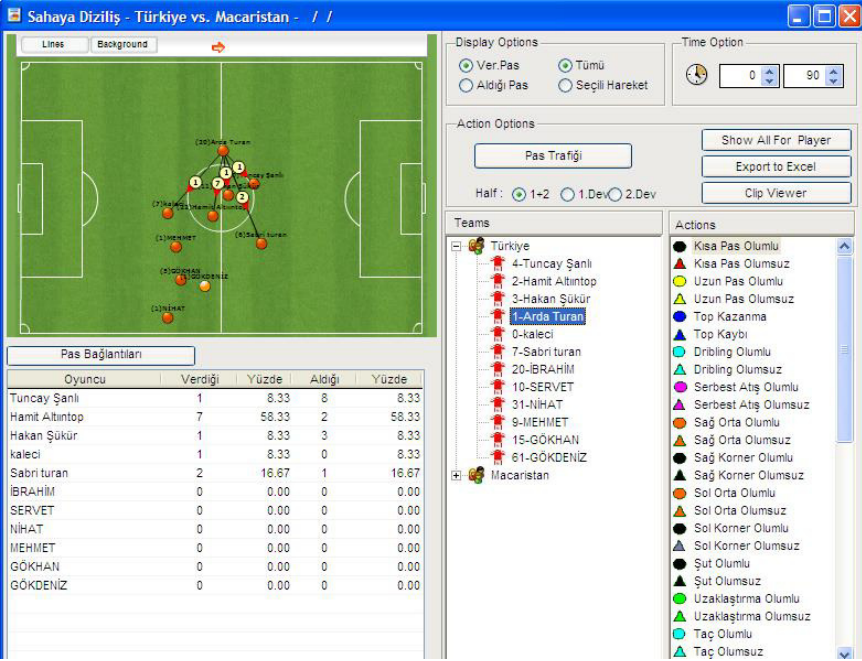 Sahaya Diziliş - Türkiye vs. Macaristan -   /  /
Lines
Background
(20)Arda Turan
1
1
1
7
2
(7)kaleci
(6)Sabri turan
(1)MEHMET
(5)GÖKHAN
(1)GÖKDENİZ
(1)NİHAT
Display Options
Ver.Pas
Tümü
Aldığı Pas
Seçili Hareket
Time Option
0
90
Action Options
Pas Trafiği
Show All For Player
Export to Excel
Clip Viewer
Half : 1+2 1.Dev 2.Dev
Pas Bağlantıları
Oyuncu Verdiği Yüzde Aldığı Yüzde
Tuncay Şanlı 1 8.33 8 8.33
Hamit Altıntop 7 58.33 2 58.33
Hakan Şükür 1 8.33 3 8.33
kaleci 1 8.33 0 8.33
Sabri turan 2 16.67 1 16.67
İBRAHİM 0 0.00 0 0.00
SERVET 0 0.00 0 0.00
NİHAT 0 0.00 0 0.00
MEHMET 0 0.00 0 0.00
GÖKHAN 0 0.00 0 0.00
GÖKDENİZ 0 0.00 0 0.00
Teams
Türkiye
4-Tuncay Şanlı
2-Hamit Altıntop
3-Hakan Şükür
1-Arda Turan
0-kaleci
7-Sabri turan
20-İBRAHİM
10-SERVET
31-NİHAT
9-MEHMET
15-GÖKHAN
61-GÖKDENİZ
Macaristan
Actions
Kısa Pas Olumlu
Kısa Pas Olumsuz
Uzun Pas Olumlu
Uzun Pas Olumsuz
Top Kazanma
Top Kaybı
Dribling Olumlu
Dribling Olumsuz
Serbest Atış Olumlu
Serbest Atış Olumsuz
Sağ Orta Olumlu
Sağ Orta Olumsuz
Sağ Korner Olumlu
Sağ Korner Olumsuz
Sol Orta Olumlu
Sol Orta Olumsuz
Sol Korner Olumlu
Sol Korner Olumsuz
Şut Olumlu
Şut Olumsuz
Uzaklaştırma Olumlu
Uzaklaştırma Olumsuz
Taç Olumlu
Taç Olumsuz